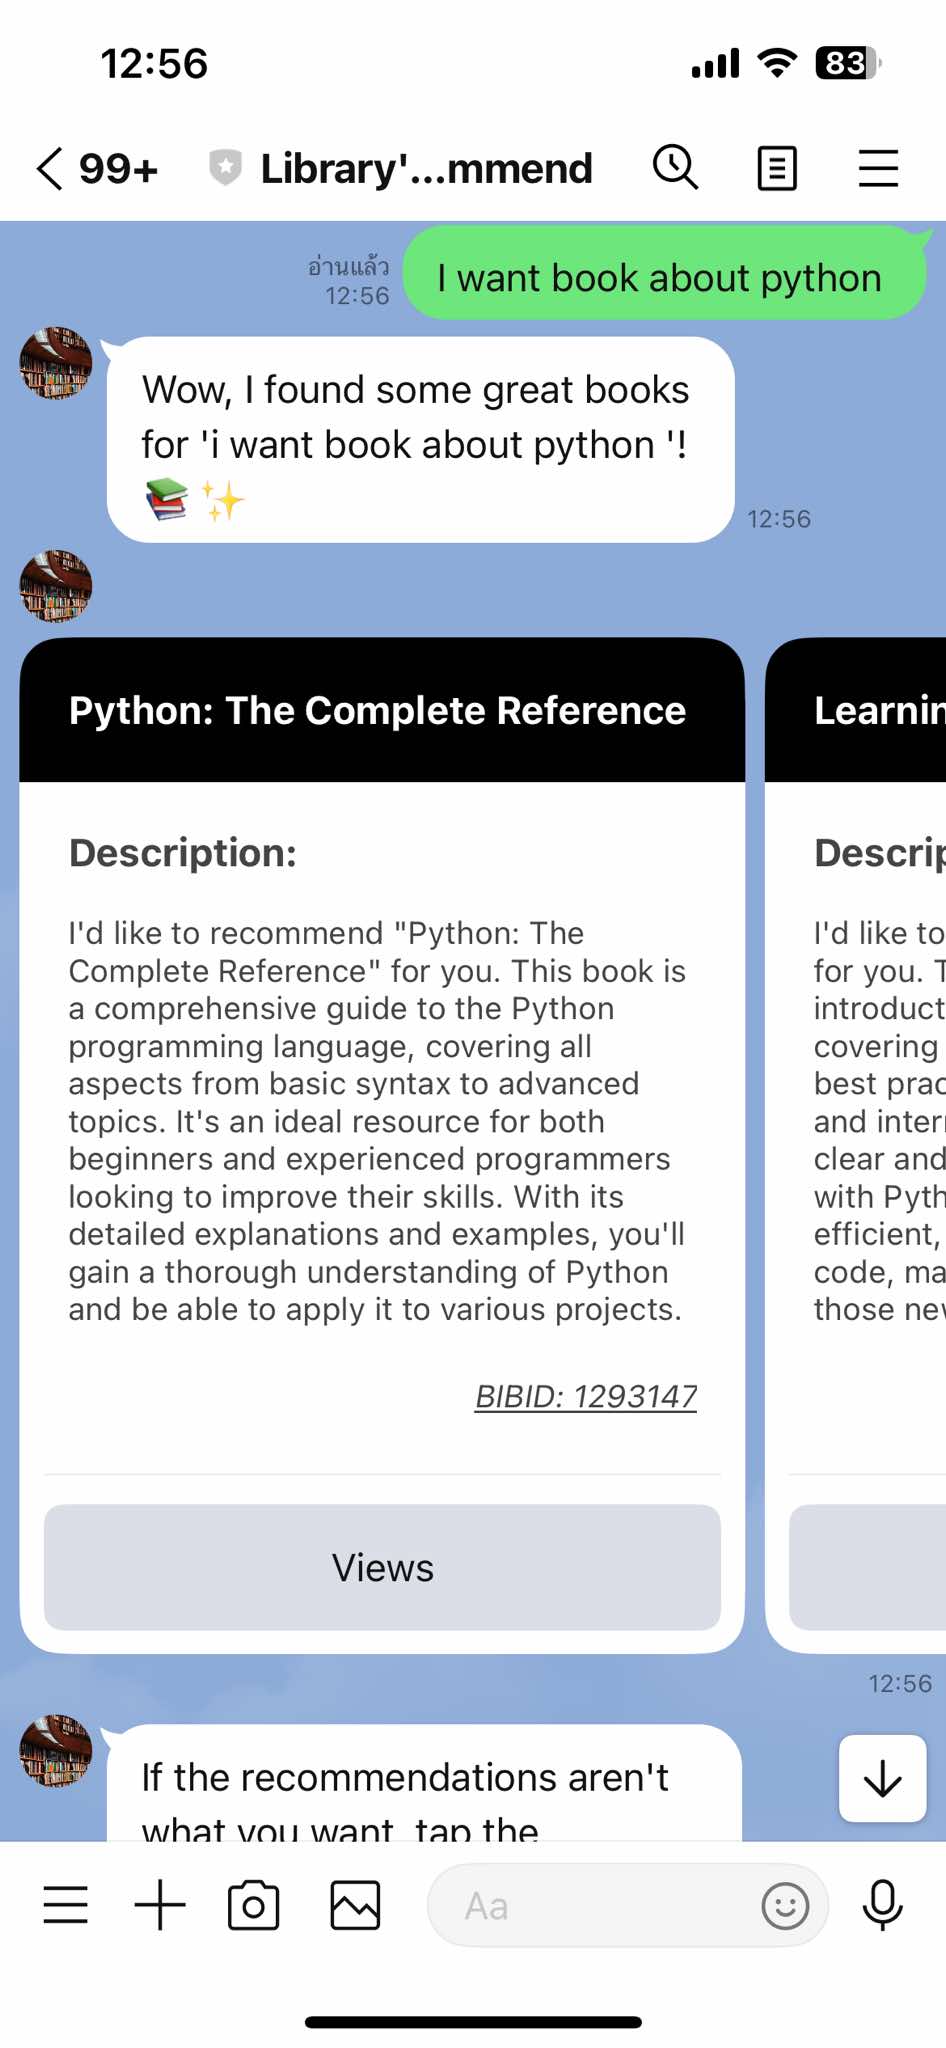 12:56
83
99+
Library'...mmend
I want book about python
อ่านแล้ว
12:56
Wow, I found some great books
for 'i want book about python '!
📚 ✨
12:56
Python: The Complete Reference
Description:
I'd like to recommend "Python: The
Complete Reference" for you. This book is
a comprehensive guide to the Python
programming language, covering all
aspects from basic syntax to advanced
topics. It's an ideal resource for both
beginners and experienced programmers
looking to improve their skills. With its
detailed explanations and examples, you'll
gain a thorough understanding of Python
and be able to apply it to various projects.
BIBID: 1293147
Views
Learnin
Descrip
I'd like to
for you. T
introduct
covering
best prac
and inter
clear and
with Pyth
efficient,
code, ma
those new
12:56
If the recommendations aren't
what you want, tap the
Aa